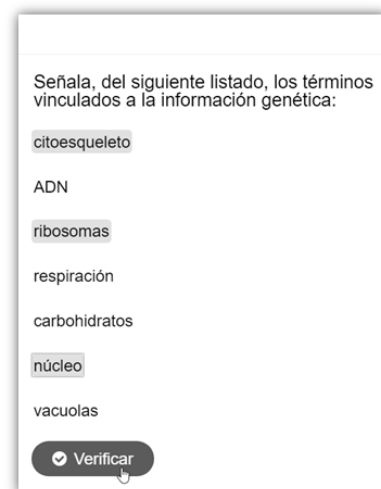 Señala, del siguiente listado, los términos
vinculados a la información genética:
citoesqueleto
ADN
ribosomas
respiración
carbohidratos
núcleo
vacuolas
Verificar